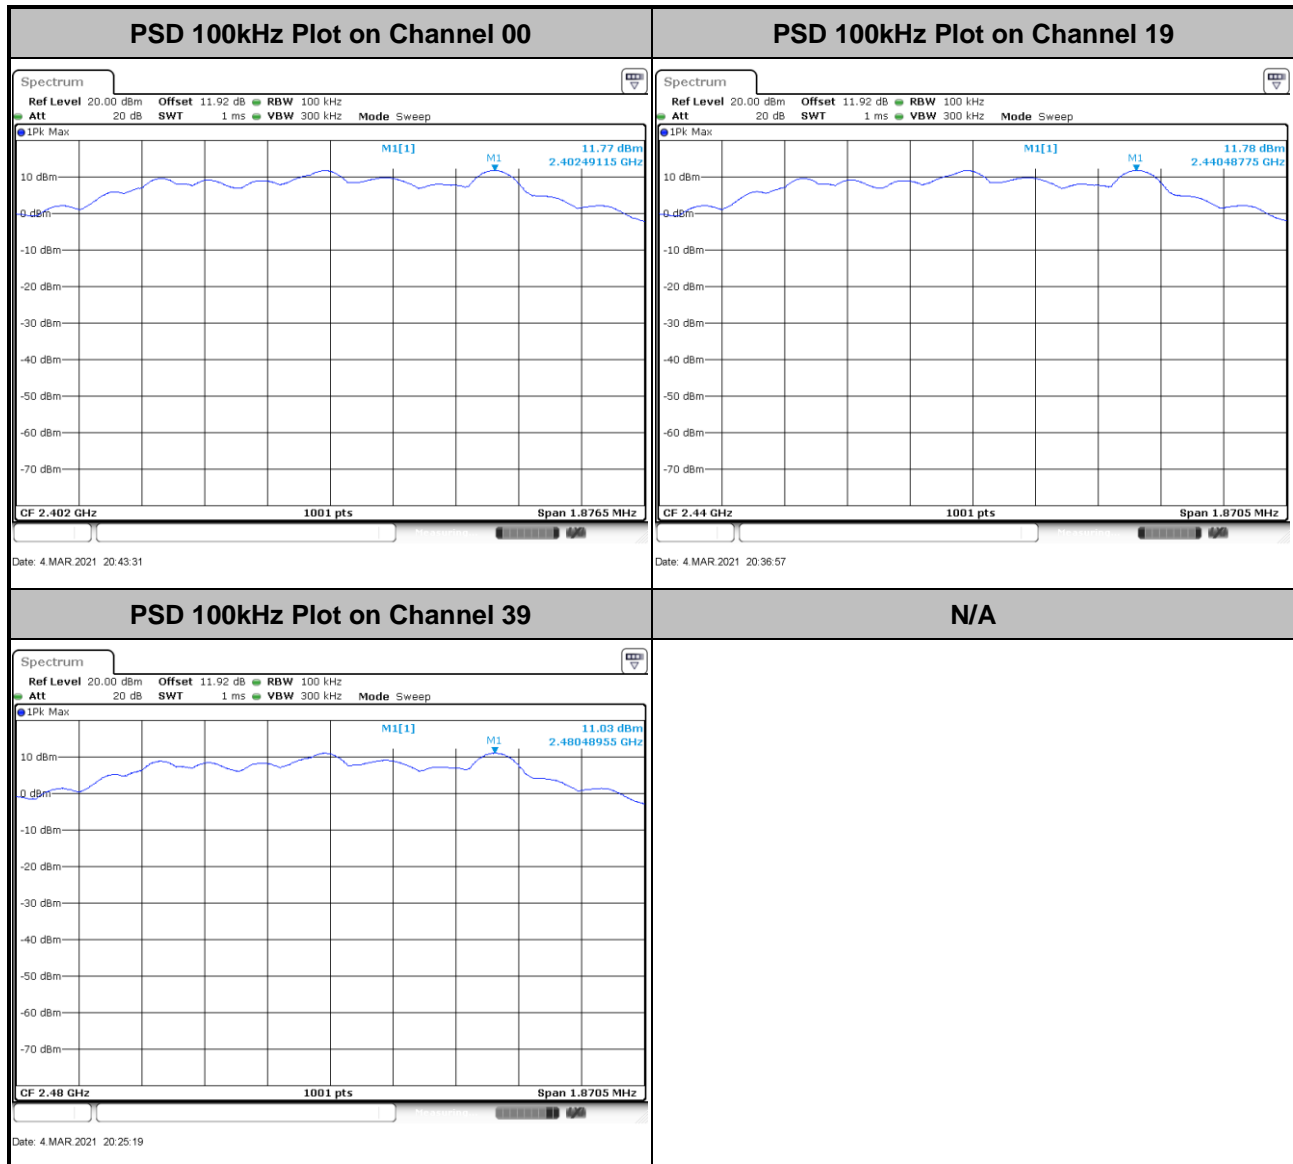 PSD 100kHz Plot on Channel 00
PSD 100kHz Plot on Channel 19
Spectrum
Ref Level 20.00 dBm Offset 11.92 dB RBW 100 kHz
Att 20 dB SWT 1 ms VBW 300 kHz Mode Sweep
1Pk Max
M1[1] 11.77 dBm
2.40249115 GHz
M1
10 dBm
0 dBm
-10 dBm
-20 dBm
-30 dBm
-40 dBm
-50 dBm
-60 dBm
-70 dBm
CF 2.402 GHz 1001 pts Span 1.8765 MHz
Measuring
Date: 4.MAR.2021 20:43:31
Spectrum
Ref Level 20.00 dBm Offset 11.92 dB RBW 100 kHz
Att 20 dB SWT 1 ms VBW 300 kHz Mode Sweep
1Pk Max
M1[1] 11.78 dBm
2.44048775 GHz
M1
10 dBm
0 dBm
-10 dBm
-20 dBm
-30 dBm
-40 dBm
-50 dBm
-60 dBm
-70 dBm
CF 2.44 GHz 1001 pts Span 1.8705 MHz
Measuring
Date: 4.MAR.2021 20:36:57
PSD 100kHz Plot on Channel 39
N/A
Spectrum
Ref Level 20.00 dBm Offset 11.92 dB RBW 100 kHz
Att 20 dB SWT 1 ms VBW 300 kHz Mode Sweep
1Pk Max
M1[1] 11.03 dBm
2.48048955 GHz
M1
10 dBm
0 dBm
-10 dBm
-20 dBm
-30 dBm
-40 dBm
-50 dBm
-60 dBm
-70 dBm
CF 2.48 GHz 1001 pts Span 1.8705 MHz
Measuring
Date: 4.MAR.2021 20:25:19